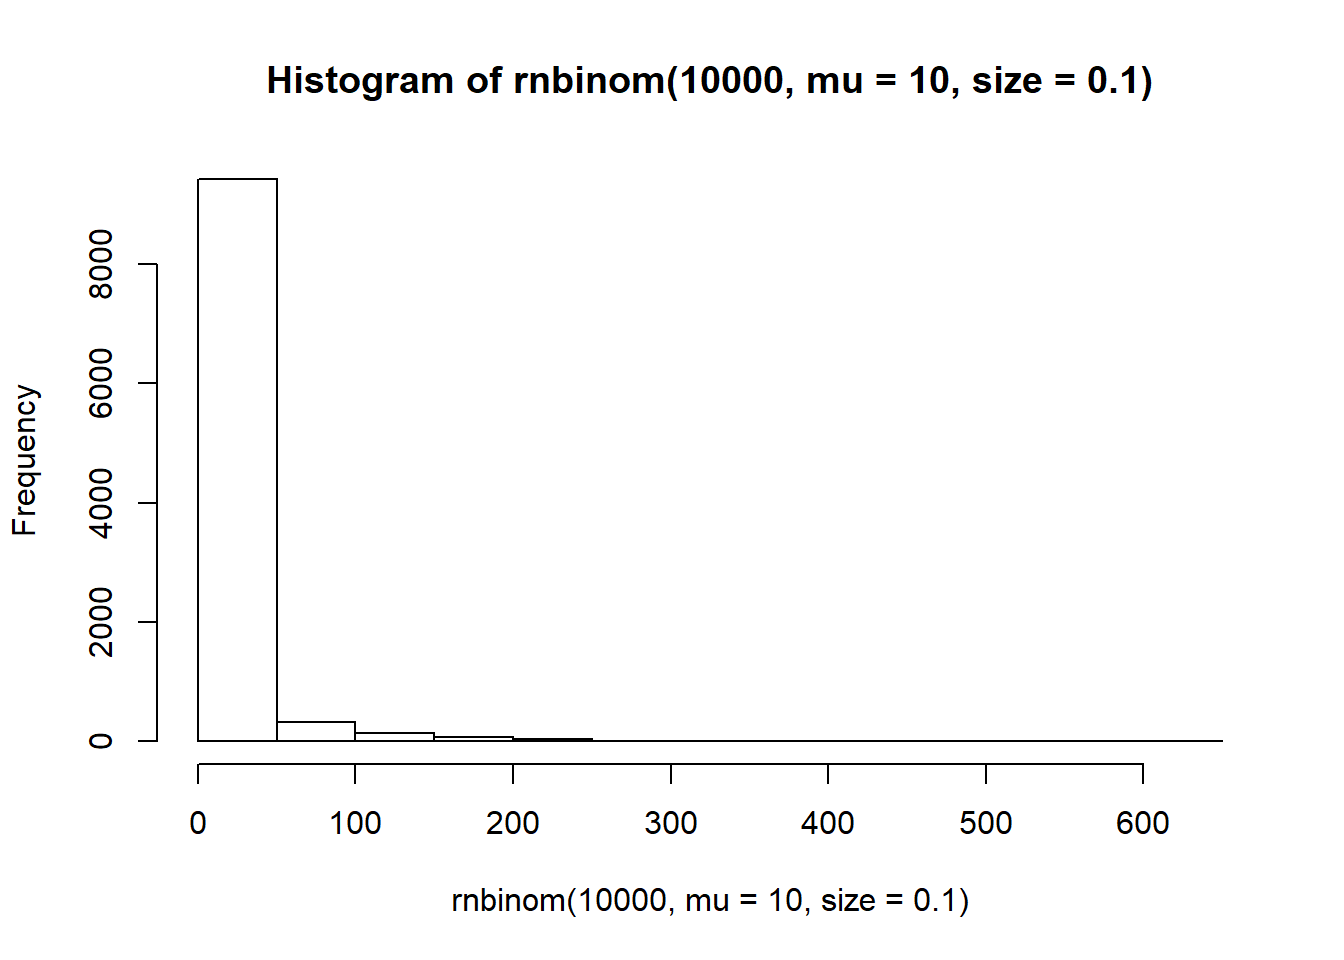 Histogram of rnbinom(10000, mu = 10, size = 0.1)
Frequency
8000
6000
4000
2000
0
0 100 200 300 400 500 600
rnbinom(10000, mu = 10, size = 0.1)